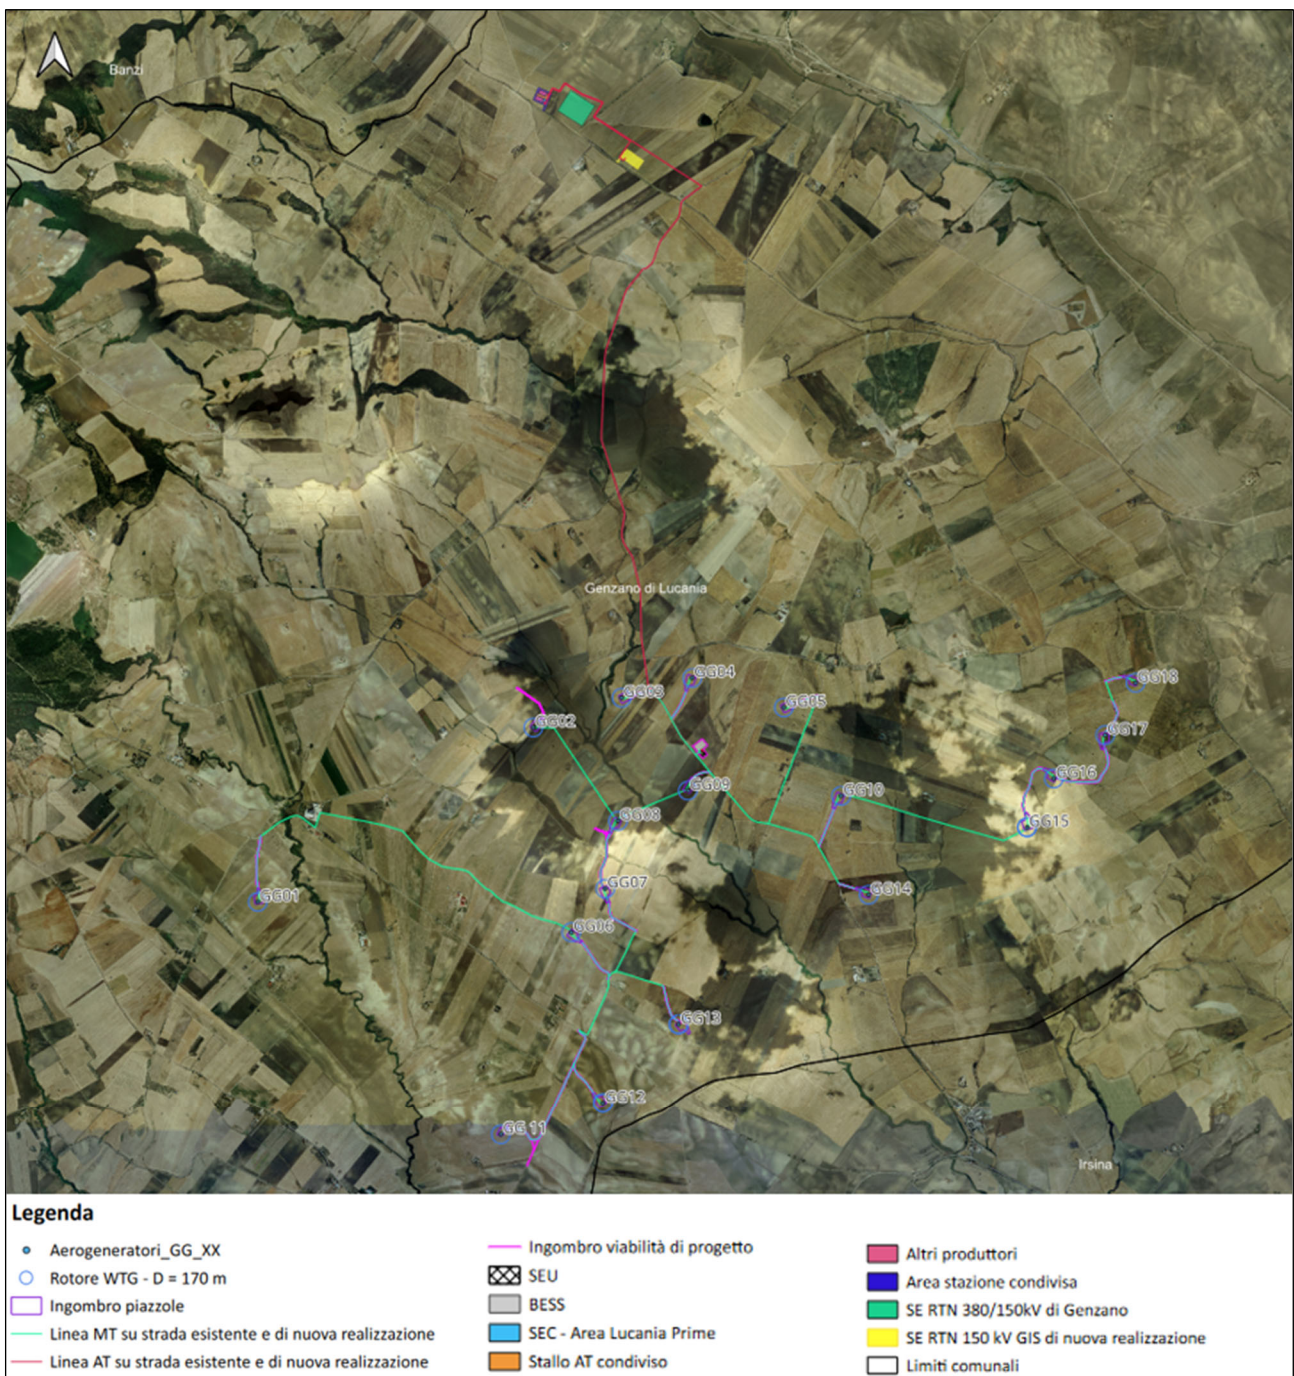 Banzi
Genzano di Lucania
GG04
GG03
GG18
GG05
GG02
GG17
GG16
GG09
GG10
GG08
GG15
GG07
GG14
GG01
GG06
GG13
GG12
GG 11
Irsina
Legenda
Aerogeneratori_GG_XX
Rotore WTG - D = 170 m
Ingombro piazzole
Linea MT su strada esistente e di nuova realizzazione
Linea AT su strada esistente e di nuova realizzazione
Ingombro viabilità di progetto
SEU
BESS
SEC - Area Lucania Prime
Stallo AT condiviso
Altri produttori
Area stazione condivisa
SE RTN 380/150kV di Genzano
SE RTN 150 kV GIS di nuova realizzazione
Limiti comunali